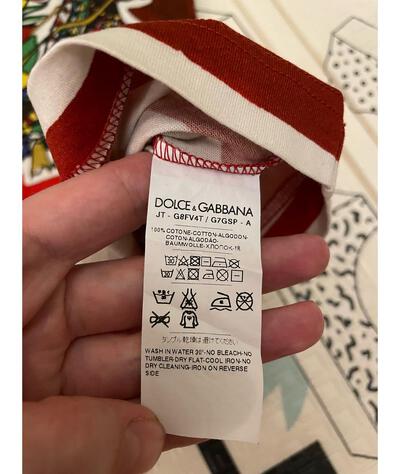 DOLCE & GABBANA
JT - G8FV4T / G7GSP - A
100% COTONE-COTTON-ALGODON-
COTON-ALGODÃO-
BAUMWOLLE-ХЛОПОК-棉
タンブル乾燥は避けてください
WASH IN WATER 30°-NO BLEACH-NO
TUMBLER-DRY FLAT-COOL IRON-NO
DRY CLEANING-IRON ON REVERSE
SIDE